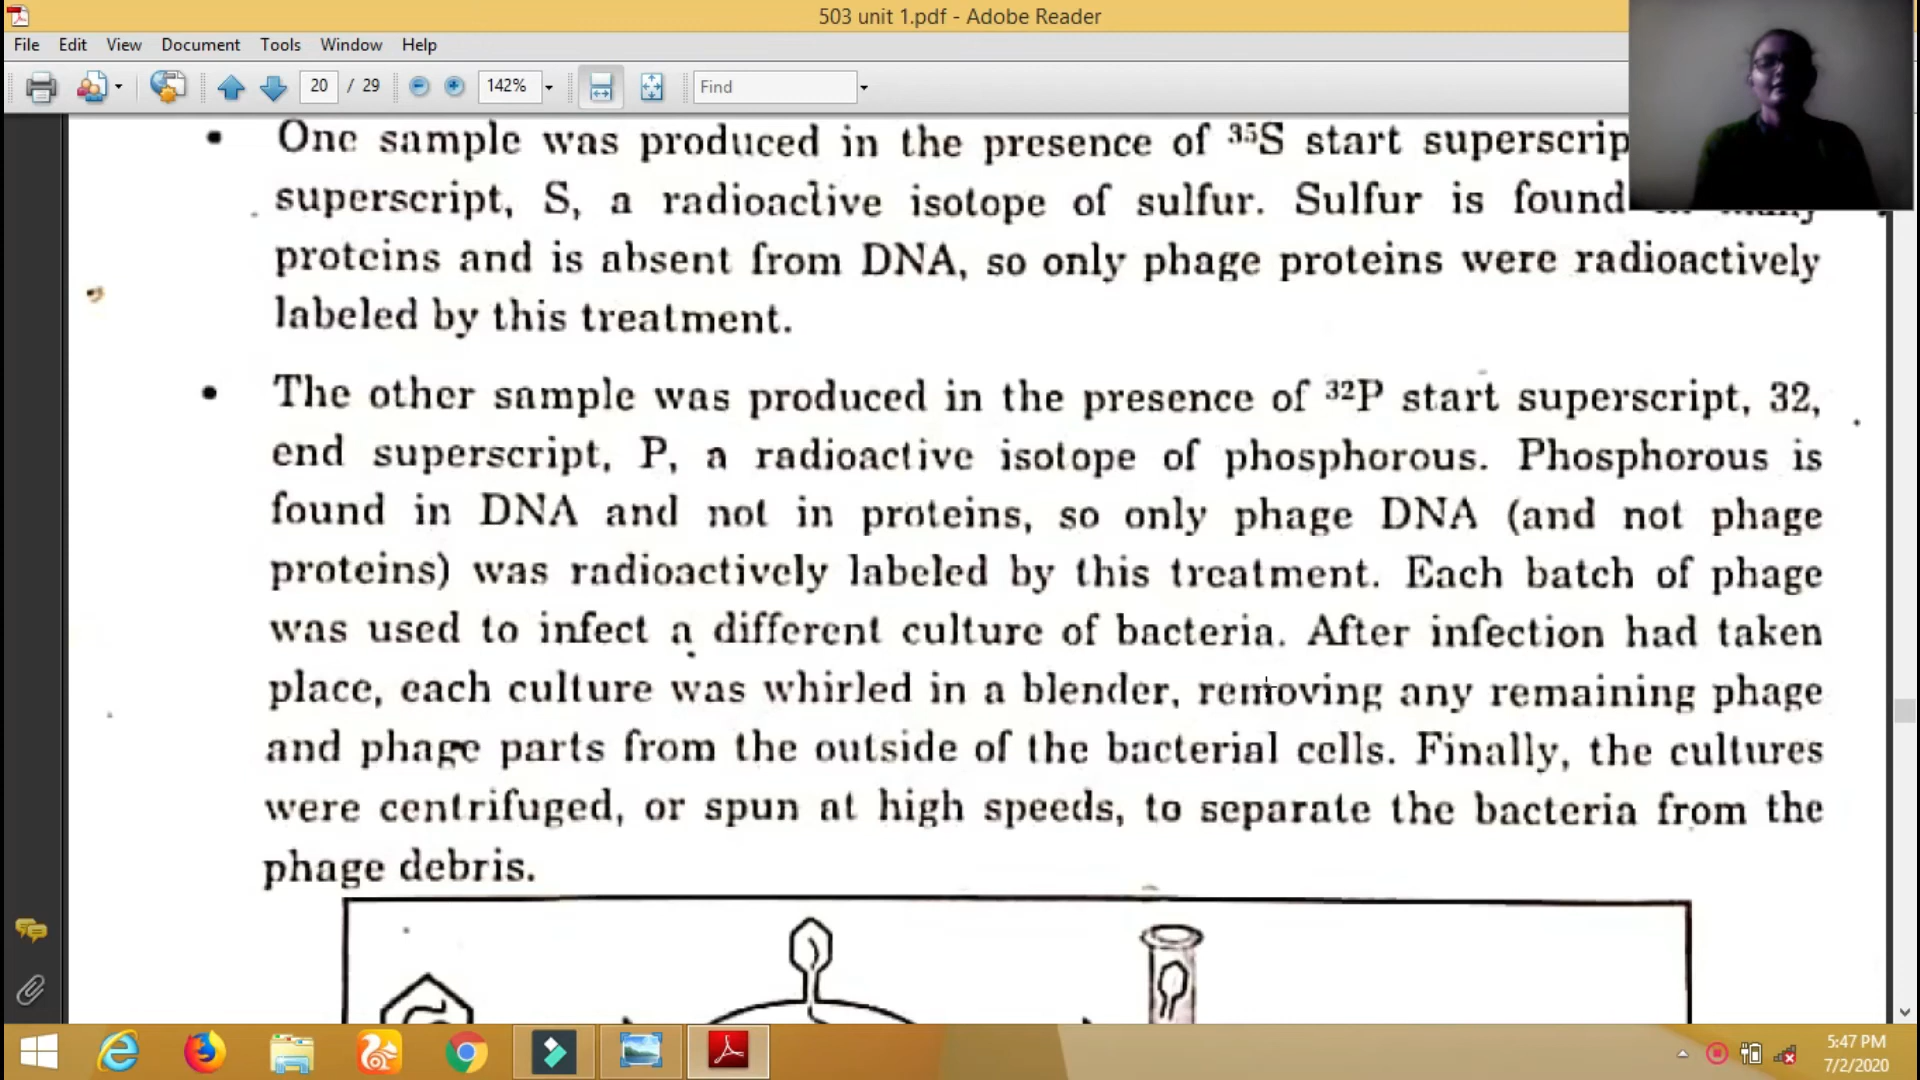 503 unit 1.pdf - Adobe Reader
File Edit View Document Tools Window Help
20 / 29 142% Find
• One sample was produced in the presence of ³⁵S start superscrip
superscript, S, a radioactive isotope of sulfur. Sulfur is found
proteins and is absent from DNA, so only phage proteins were radioactively
labeled by this treatment.
• The other sample was produced in the presence of ³²P start superscript, 32,
end superscript, P, a radioactive isotope of phosphorous. Phosphorous is
found in DNA and not in proteins, so only phage DNA (and not phage
proteins) was radioactively labeled by this treatment. Each batch of phage
was used to infect a different culture of bacteria. After infection had taken
place, each culture was whirled in a blender, removing any remaining phage
and phage parts from the outside of the bacterial cells. Finally, the cultures
were centrifuged, or spun at high speeds, to separate the bacteria from the
phage debris.
5:47 PM
7/2/2020